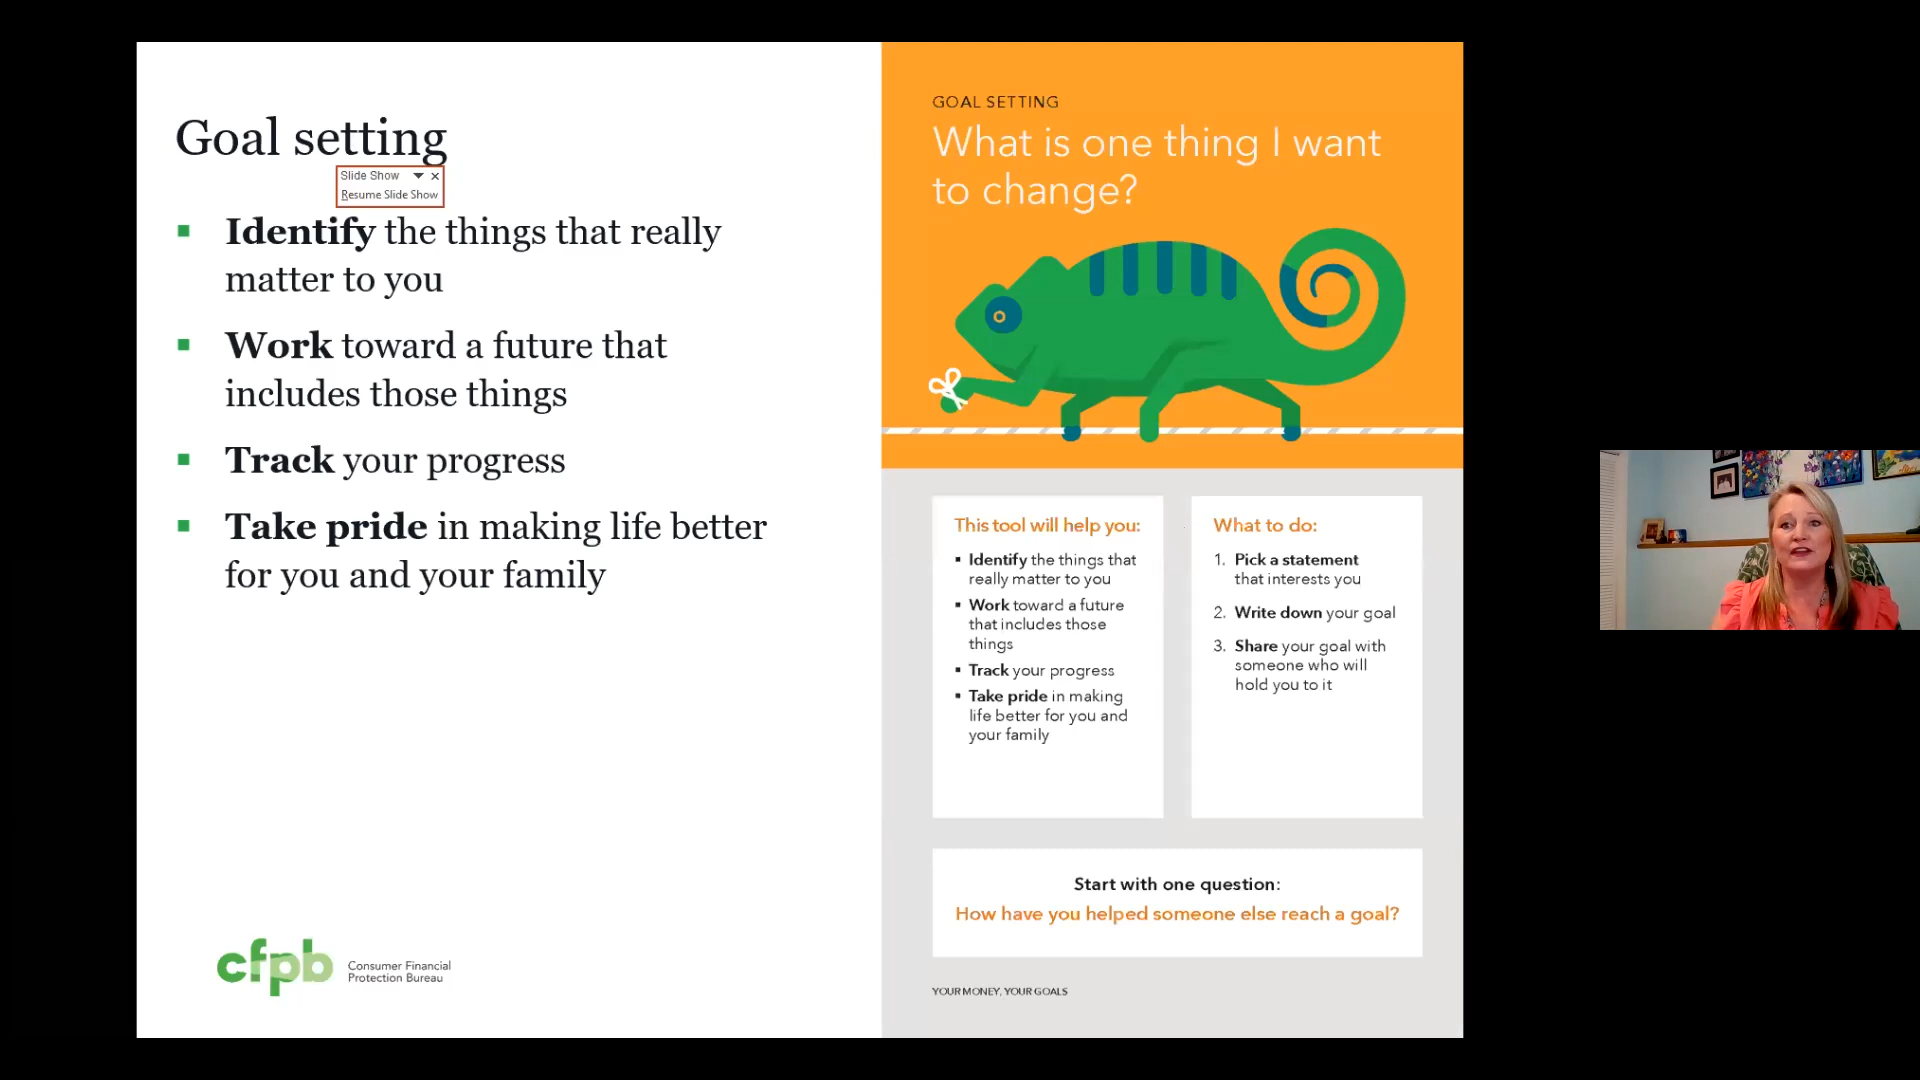 Goal setting
Slide Show
Resume Slide Show
▪ Identify the things that really
matter to you
▪ Work toward a future that
includes those things
▪ Track your progress
▪ Take pride in making life better
for you and your family
cfpb
Consumer Financial
Protection Bureau
GOAL SETTING
What is one thing I want
to change?
This tool will help you:
▪ Identify the things that
really matter to you
▪ Work toward a future
that includes those
things
▪ Track your progress
▪ Take pride in making
life better for you and
your family
What to do:
1. Pick a statement
that interests you
2. Write down your goal
3. Share your goal with
someone who will
hold you to it
Start with one question:
How have you helped someone else reach a goal?
YOUR MONEY, YOUR GOALS